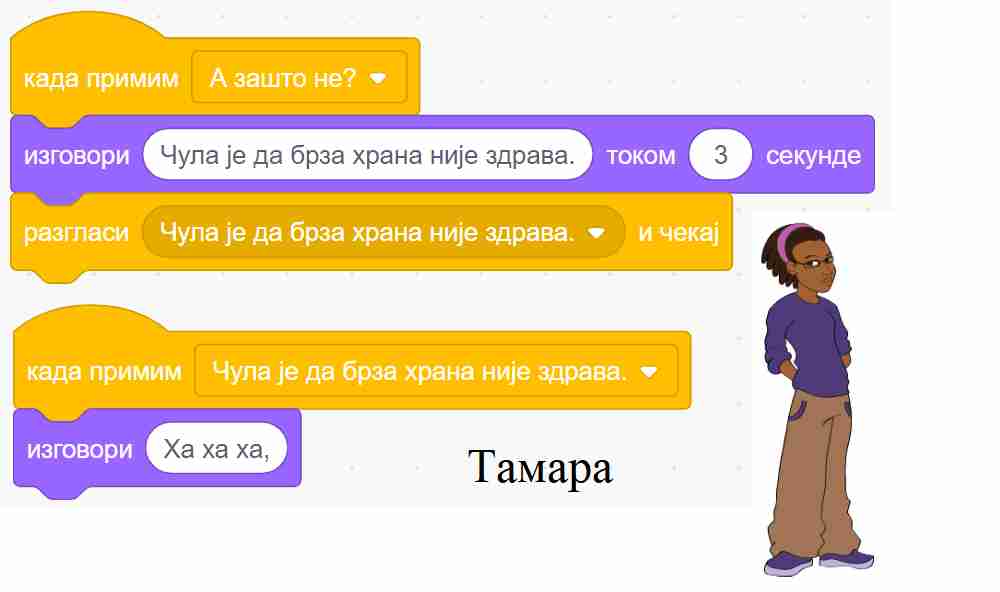 када примим А зашто не?
изговори Чула је да брза храна није здрава. током 3 секунде
разгласи Чула је да брза храна није здрава. и чекај
када примим Чула је да брза храна није здрава.
изговори Ха ха ха,
Тамара